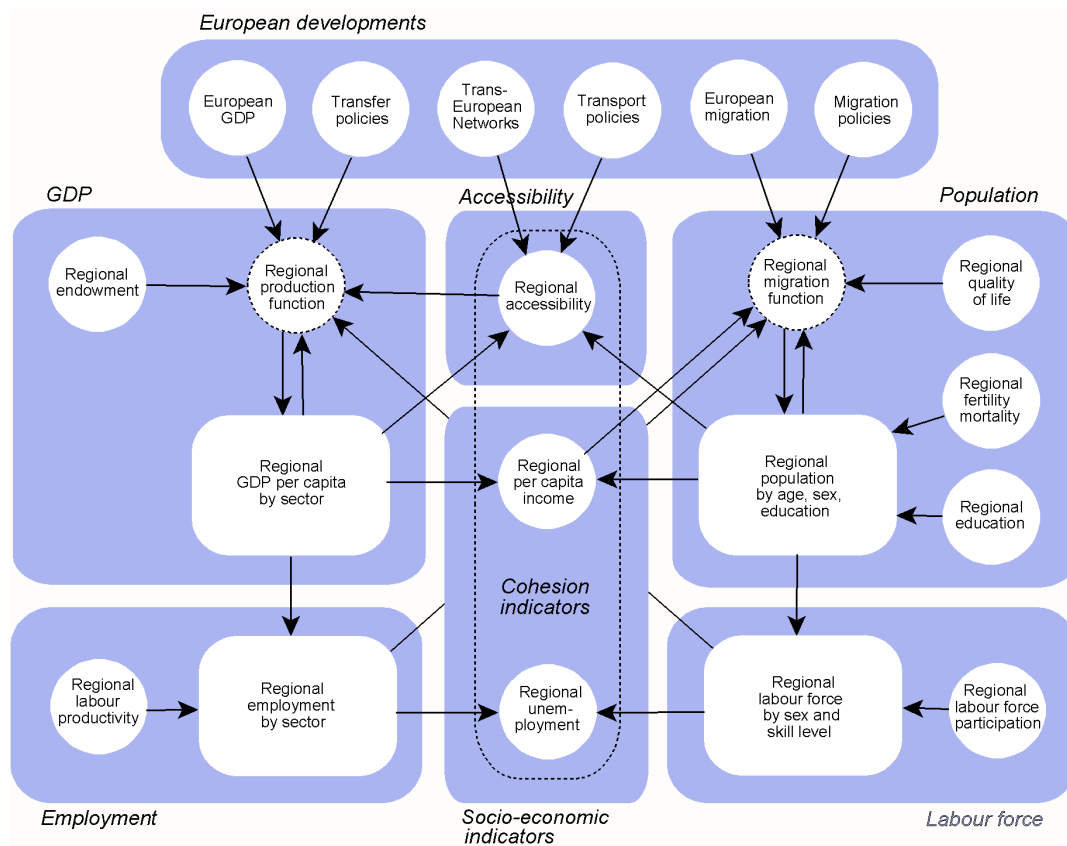 European developments
European
GDP
Transfer
policies
Trans-
European
Networks
Transport
policies
European
migration
Migration
policies
GDP
Accessibility
Population
Regional
endowment
Regional
production
function
Regional
accessibility
Regional
migration
function
Regional
quality
of life
Regional
fertility
mortality
Regional
GDP per capita
by sector
Regional
per capita
income
Regional
population
by age, sex,
education
Regional
education
Cohesion
indicators
Regional
labour
productivity
Regional
employment
by sector
Regional
unem-
ployment
Regional
labour force
by sex and
skill level
Regional
labour force
participation
Employment
Socio-economic
indicators
Labour force